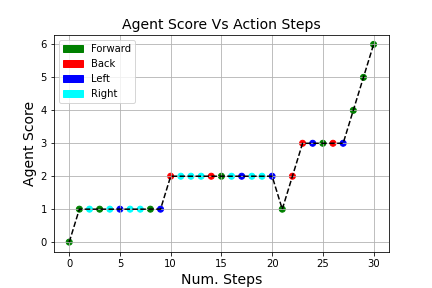 Agent Score Vs Action Steps
Forward
Back
Left
Right
Agent Score
6
5
4
3
2
1
0
0 5 10 15 20 25 30
Num. Steps